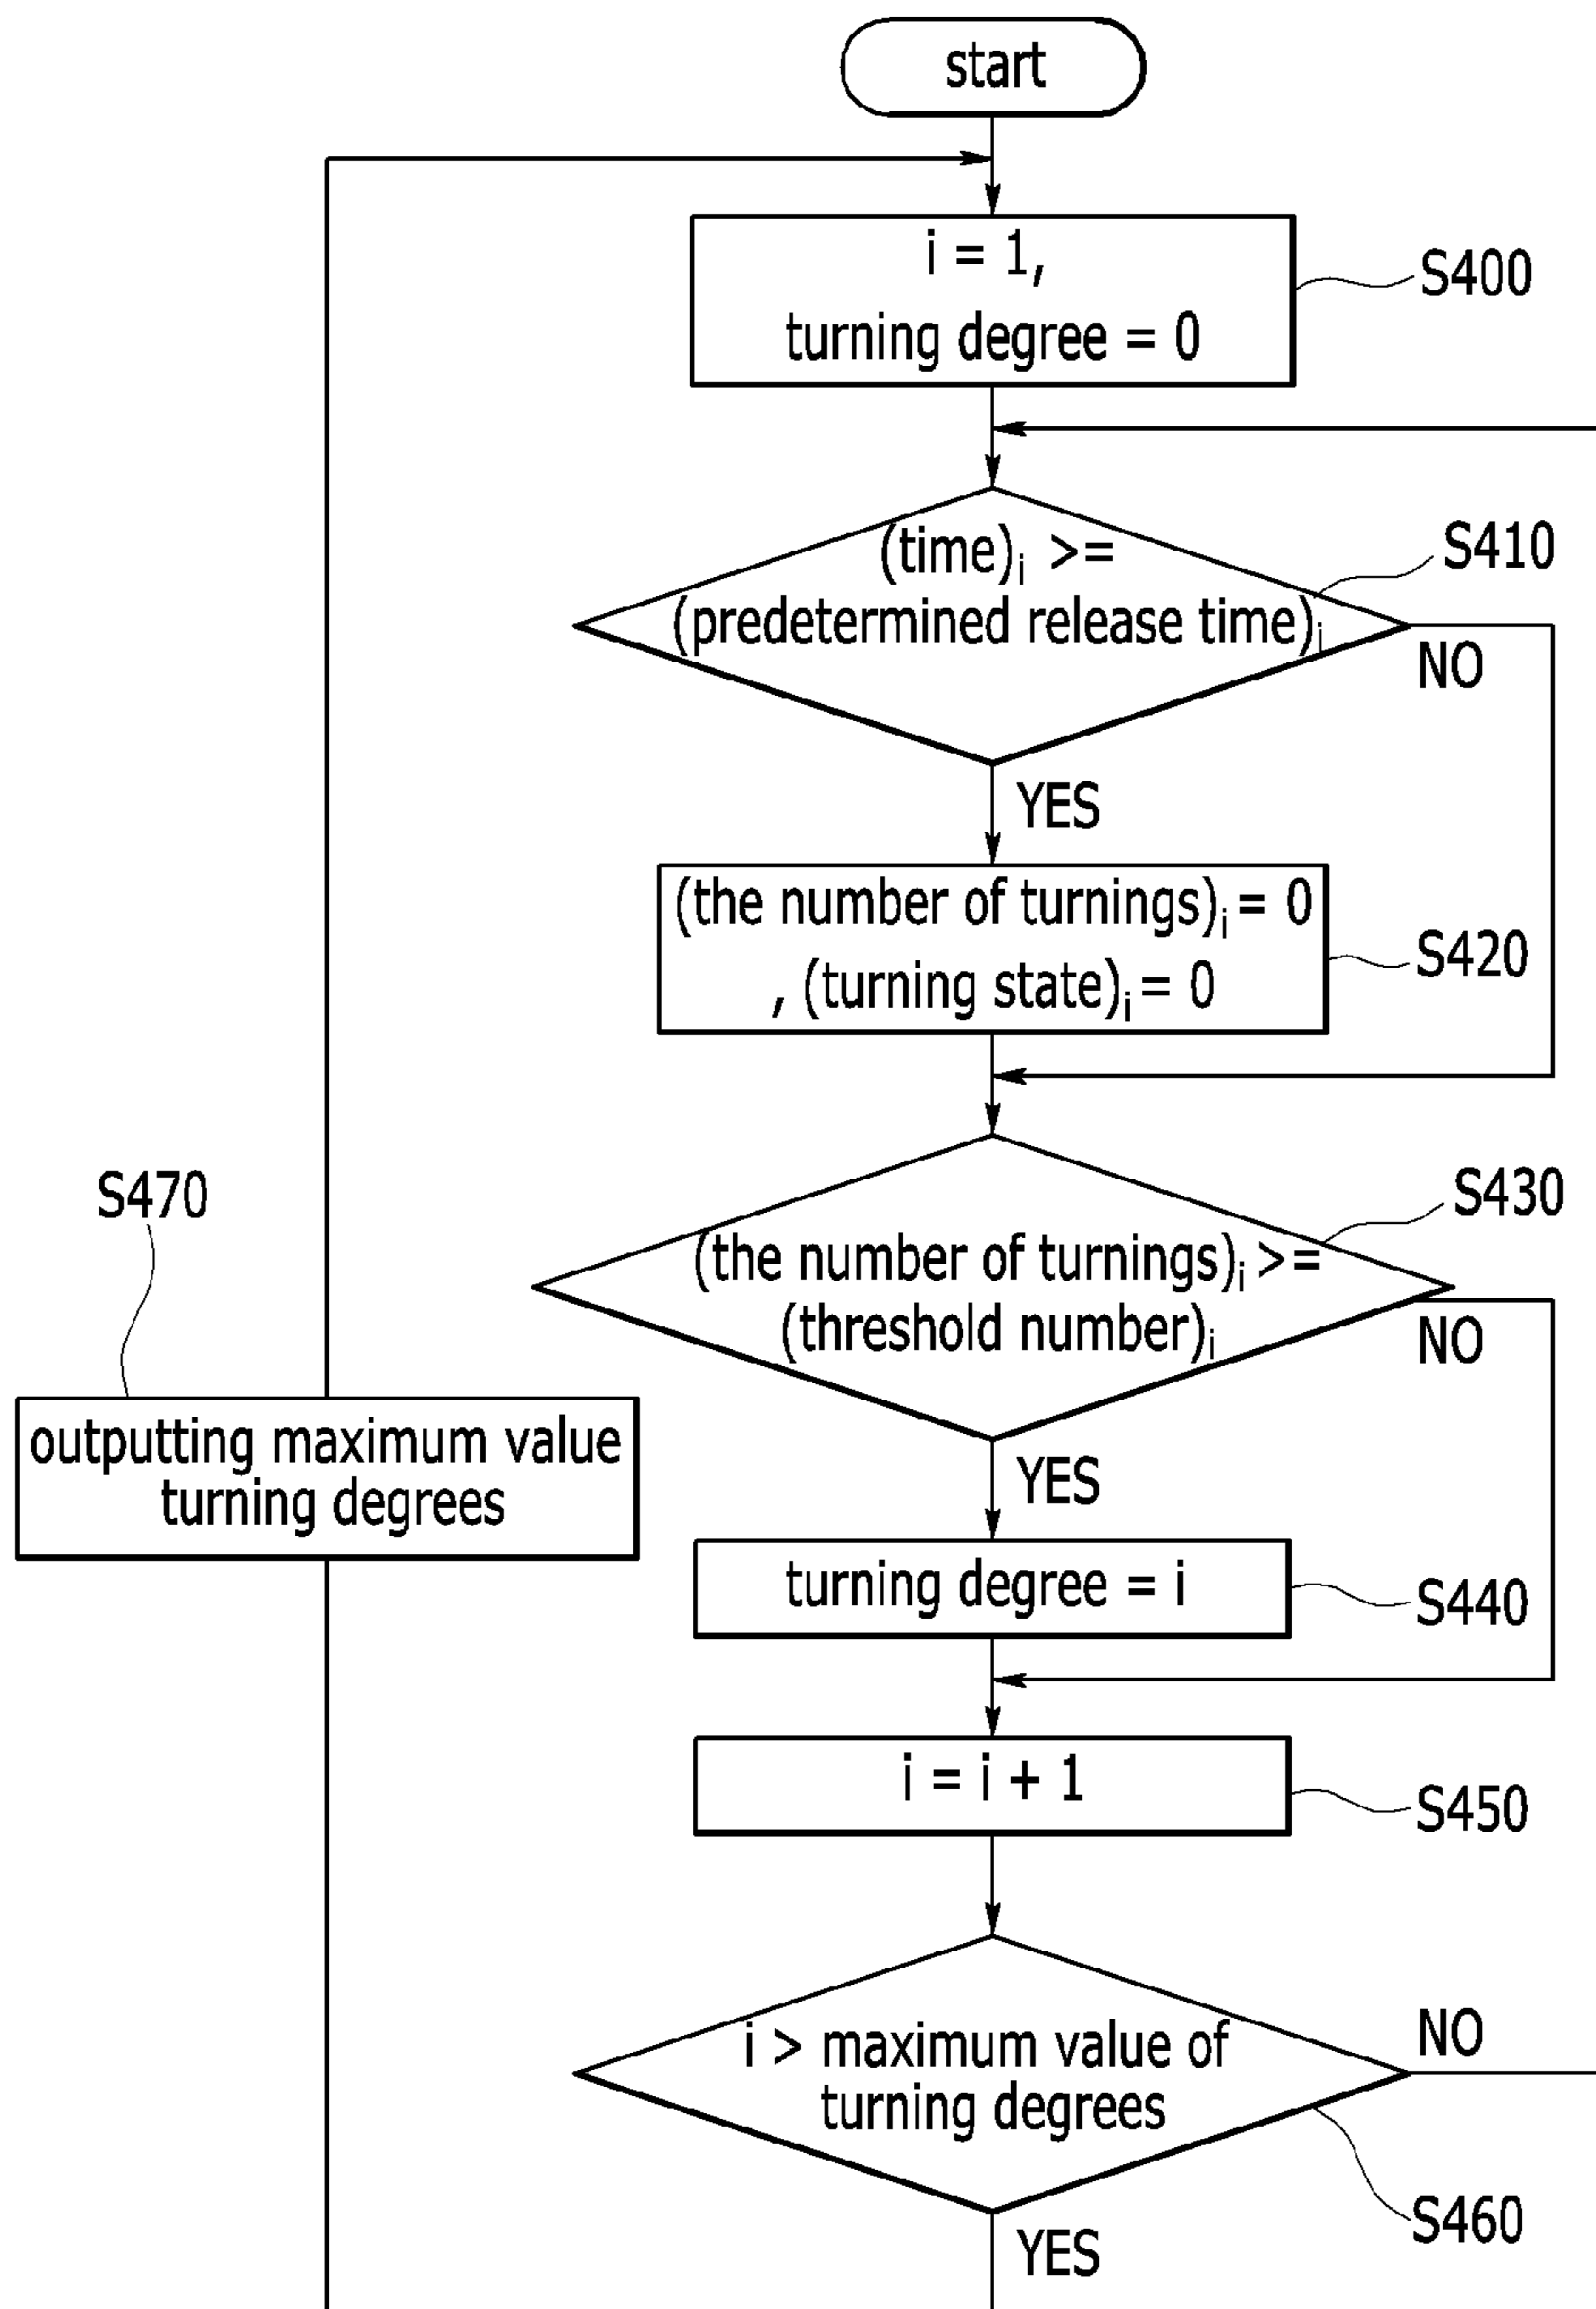 start
i = 1,
turning degree = 0
S400
(time)i >=
(predetermined release time)i
S410
NO
YES
(the number of turnings)i = 0
, (turning state)i = 0
S420
(the number of turnings)i >=
(threshold number)i
S430
NO
YES
S470
outputting maximum value
turning degrees
turning degree = i
S440
i = i + 1
S450
i > maximum value of
turning degrees
NO
S460
YES